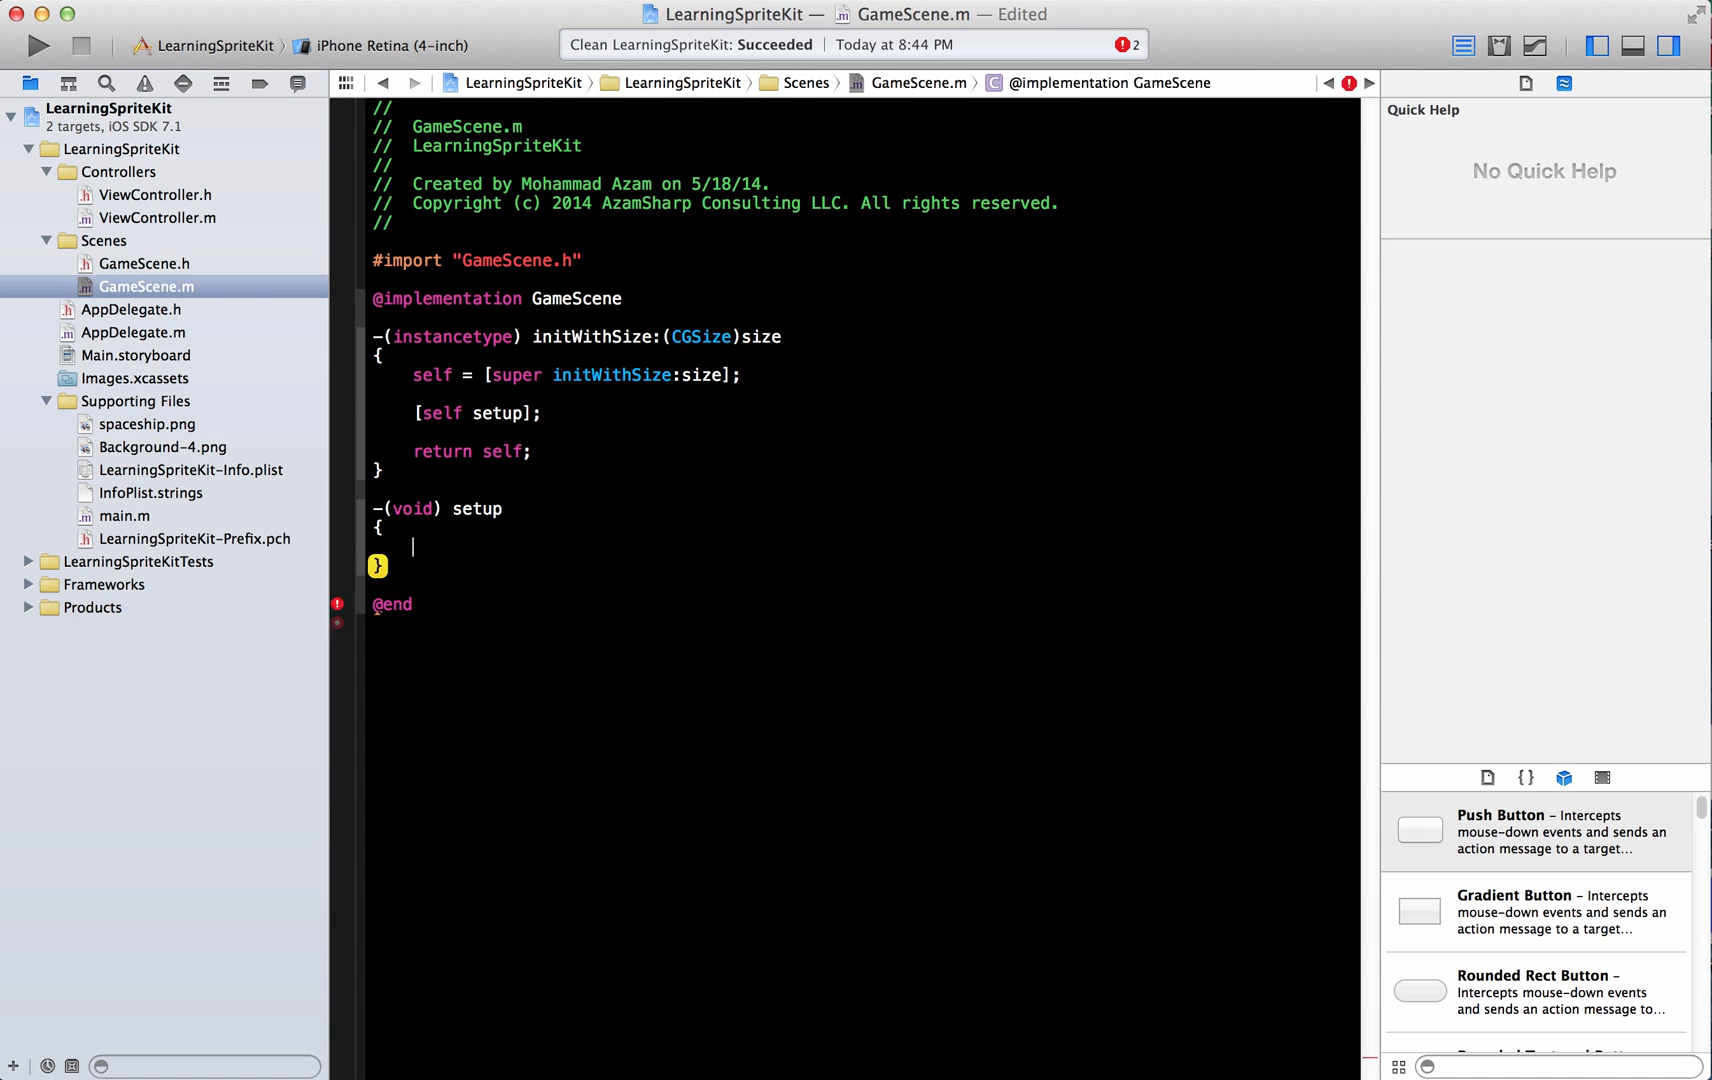 LearningSpriteKit — GameScene.m — Edited
LearningSpriteKit iPhone Retina (4-inch)
Clean LearningSpriteKit: Succeeded Today at 8:44 PM 2
LearningSpriteKit LearningSpriteKit Scenes GameScene.m @implementation GameScene
LearningSpriteKit
2 targets, iOS SDK 7.1
LearningSpriteKit
Controllers
ViewController.h
ViewController.m
Scenes
GameScene.h
GameScene.m
AppDelegate.h
AppDelegate.m
Main.storyboard
Images.xcassets
Supporting Files
spaceship.png
Background-4.png
LearningSpriteKit-Info.plist
InfoPlist.strings
main.m
LearningSpriteKit-Prefix.pch
LearningSpriteKitTests
Frameworks
Products
//
// GameScene.m
// LearningSpriteKit
//
// Created by Mohammad Azam on 5/18/14.
// Copyright (c) 2014 AzamSharp Consulting LLC. All rights reserved.
//
#import "GameScene.h"
@implementation GameScene
-(instancetype) initWithSize:(CGSize)size
{
self = [super initWithSize:size];
[self setup];
return self;
}
-(void) setup
{
}
@end
Quick Help
No Quick Help
Push Button – Intercepts
mouse-down events and sends an
action message to a target...
Gradient Button – Intercepts
mouse-down events and sends an
action message to a target...
Rounded Rect Button –
Intercepts mouse-down events
and sends an action message to...